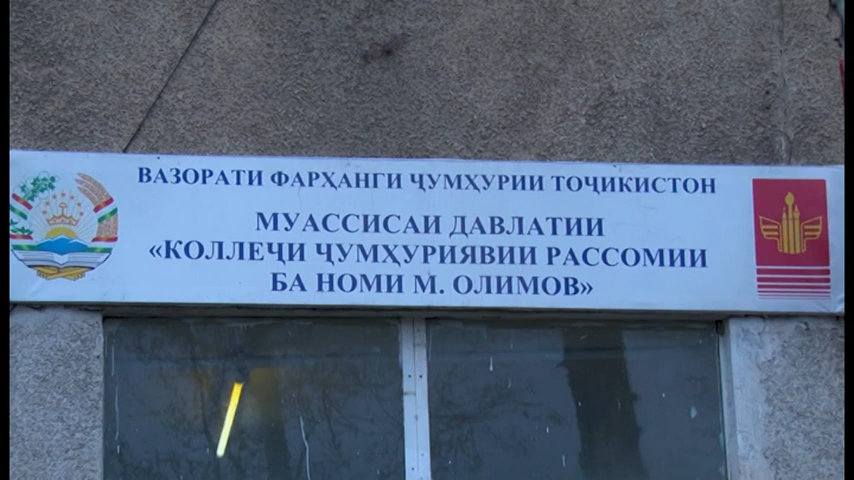 ВАЗОРАТИ ФАРҲАНГИ ҶУМҲУРИИ ТОҶИКИСТОН
МУАССИСАИ ДАВЛАТИИ
«КОЛЛЕҶИ ҶУМҲУРИЯВИИ РАССОМИИ
БА НОМИ М. ОЛИМОВ»